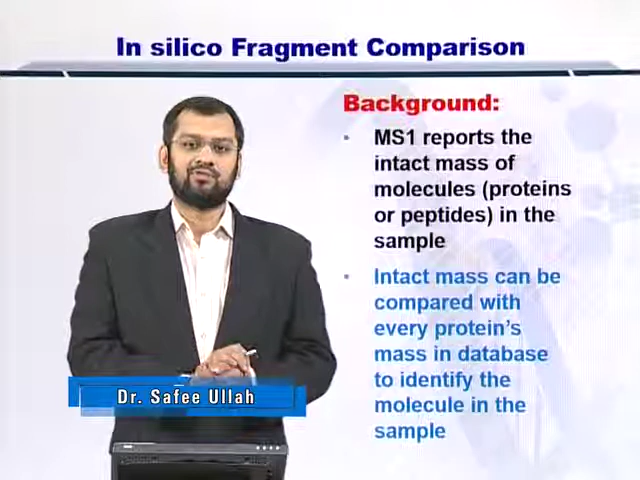 In silico Fragment Comparison
Background:
• MS1 reports the
intact mass of
molecules (proteins
or peptides) in the
sample
• Intact mass can be
compared with
every protein's
mass in database
to identify the
molecule in the
sample
Dr. Safee Ullah